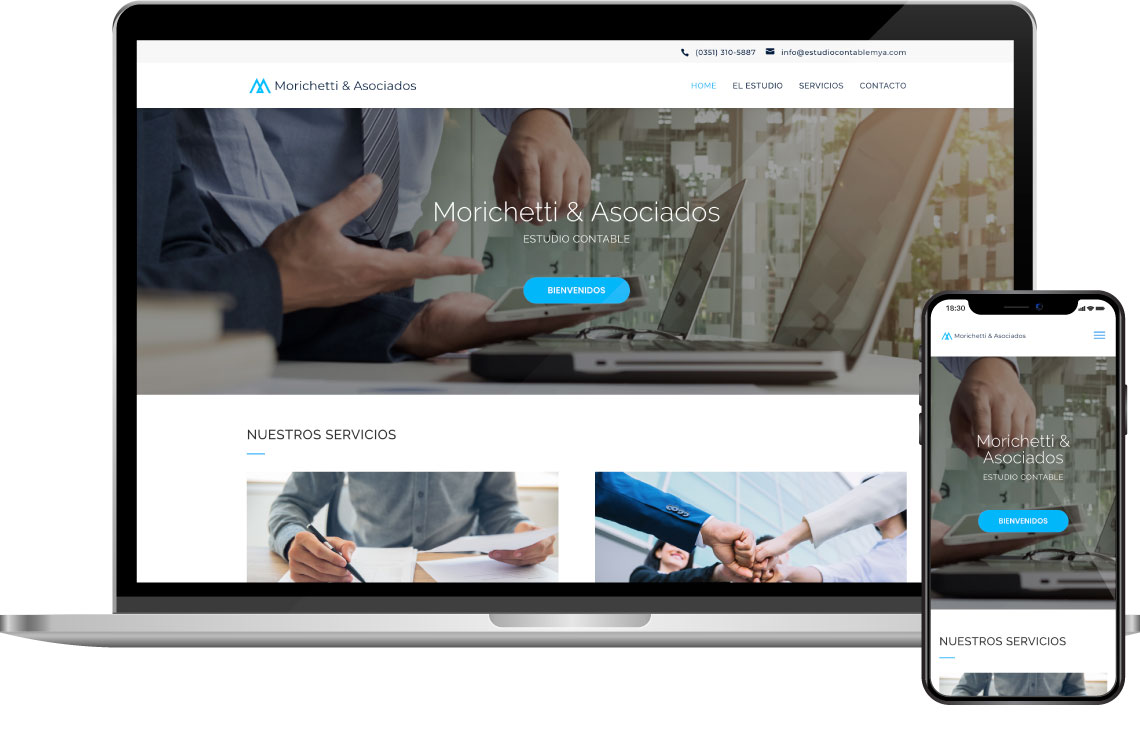 (0351) 310-5887 info@estudiocontablemya.com
Morichetti & Asociados HOME EL ESTUDIO SERVICIOS CONTACTO
Morichetti & Asociados
ESTUDIO CONTABLE
BIENVENIDOS
NUESTROS SERVICIOS
18:30
Morichetti & Asociados
Morichetti &
Asociados
ESTUDIO CONTABLE
BIENVENIDOS
NUESTROS SERVICIOS